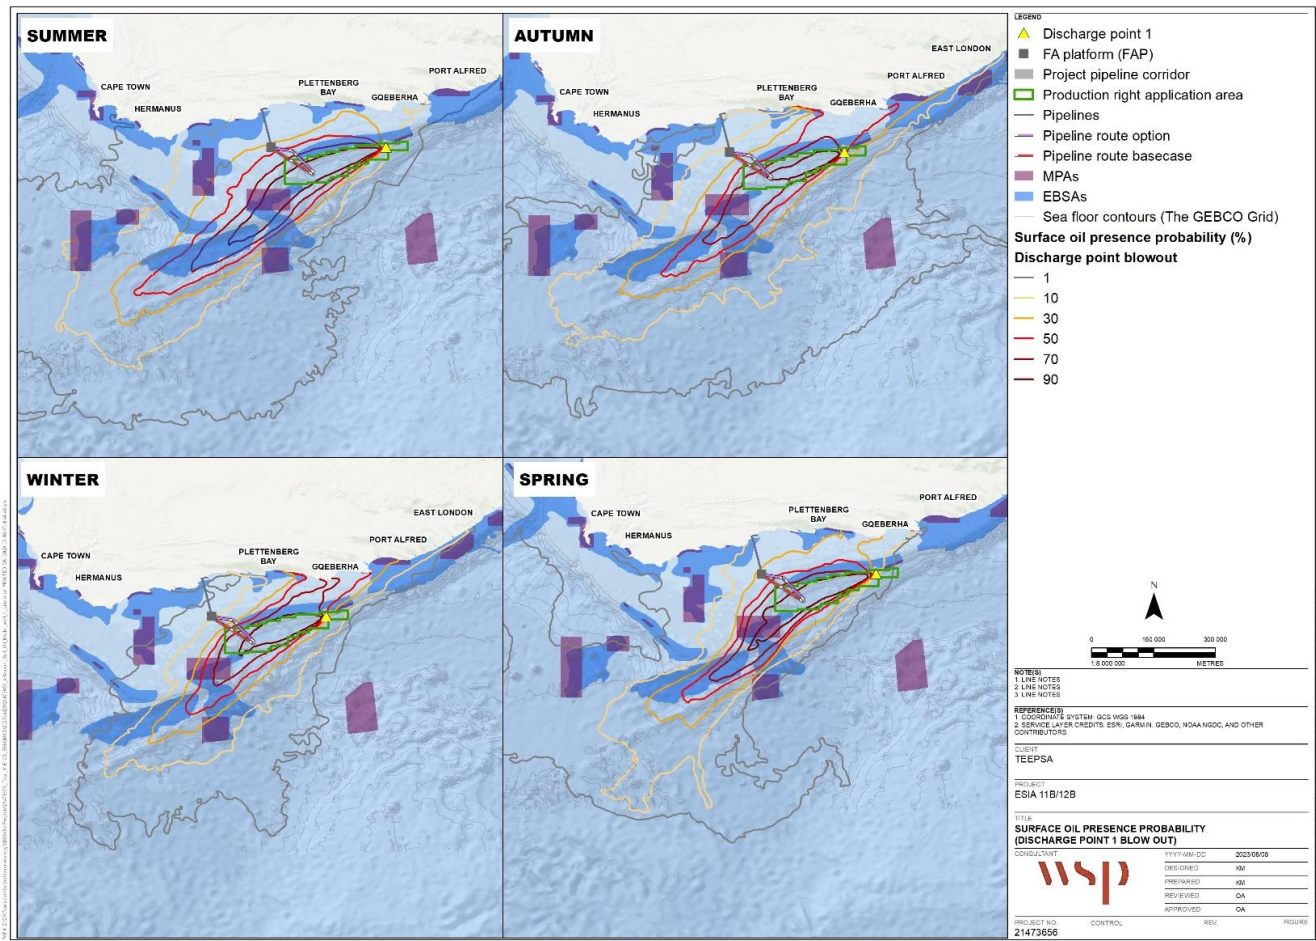 SUMMER
CAPE TOWN
HERMANUS
PLETTENBERG
BAY
GQEBERHA
PORT ALFRED
AUTUMN
CAPE TOWN
HERMANUS
PLETTENBERG
BAY
GQEBERHA
PORT ALFRED
EAST LONDON
WINTER
CAPE TOWN
HERMANUS
PLETTENBERG
BAY
GQEBERHA
PORT ALFRED
EAST LONDON
SPRING
CAPE TOWN
HERMANUS
PLETTENBERG
BAY
GQEBERHA
PORT ALFRED
LEGEND
Discharge point 1
FA platform (FAP)
Project pipeline corridor
Production right application area
Pipelines
Pipeline route option
Pipeline route basecase
MPAs
EBSAs
Sea floor contours (The GEBCO Grid)
Surface oil presence probability (%)
Discharge point blowout
1
10
30
50
70
90
N
0 150 000 300 000
1:8 000 000 METRES
NOTE(S)
1. LINE NOTES
2. LINE NOTES
3. LINE NOTES
REFERENCE(S)
1. COORDINATE SYSTEM: GCS WGS 1984
2. SERVICE LAYER CREDITS: ESRI, GARMIN, GEBCO, NOAA NGDC, AND OTHER
CONTRIBUTORS
CLIENT
TEEPSA
PROJECT
ESIA 11B/12B
TITLE
SURFACE OIL PRESENCE PROBABILITY
(DISCHARGE POINT 1 BLOW OUT)
CONSULTANT
wsp
YYYY-MM-DD 2023/08/08
DESIGNED KM
PREPARED KM
REVIEWED OA
APPROVED OA
PROJECT NO. CONTROL REV. FIGURE
21473656